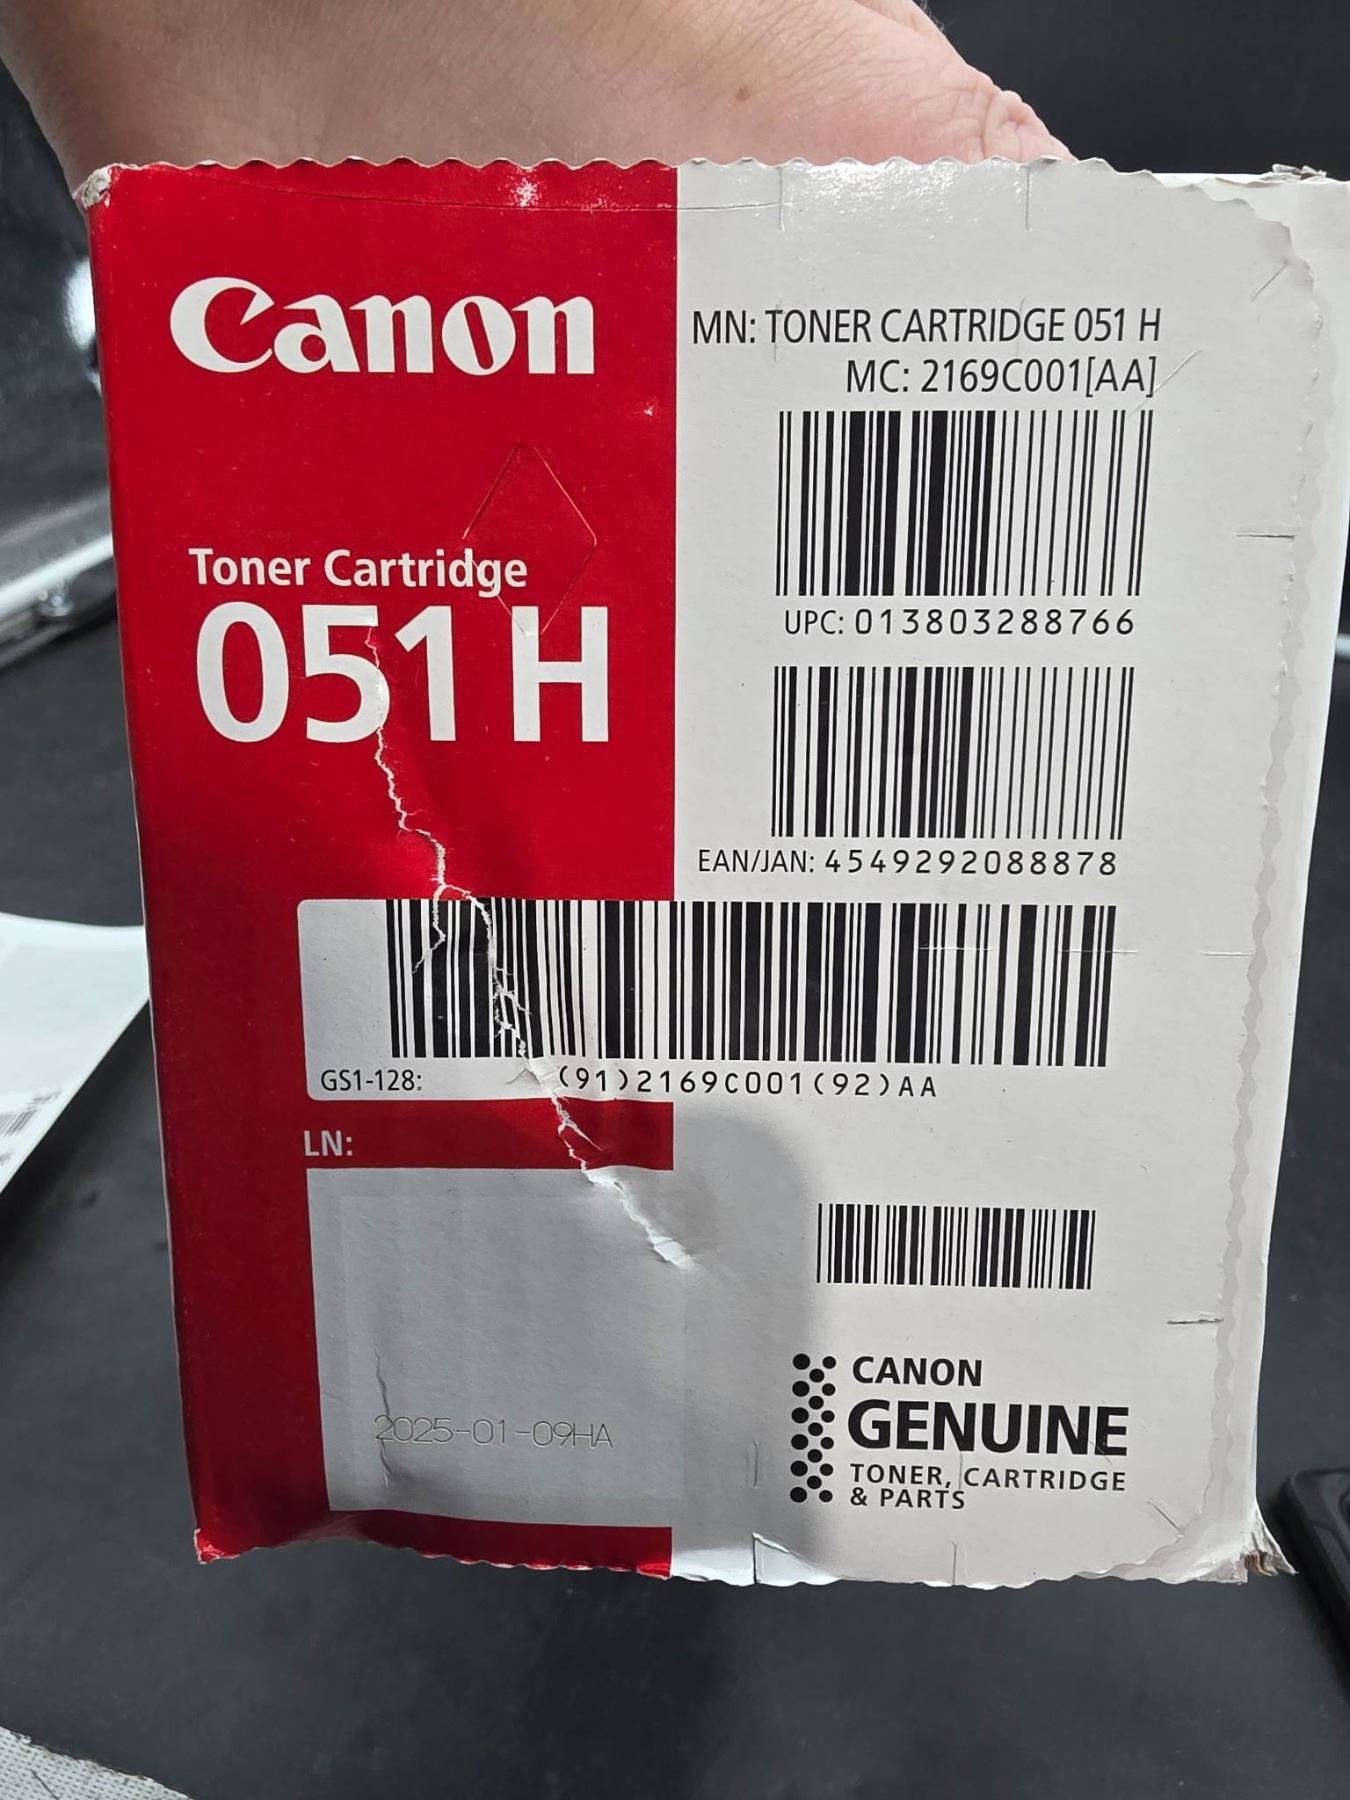 Canon
Toner Cartridge
051 H
MN: TONER CARTRIDGE 051 H
MC: 2169C001[AA]
UPC: 013803288766
EAN/JAN: 4549292088878
GS1-128: (91)2169C001(92)AA
LN:
2025-01-09HA
CANON
GENUINE
TONER, CARTRIDGE
& PARTS